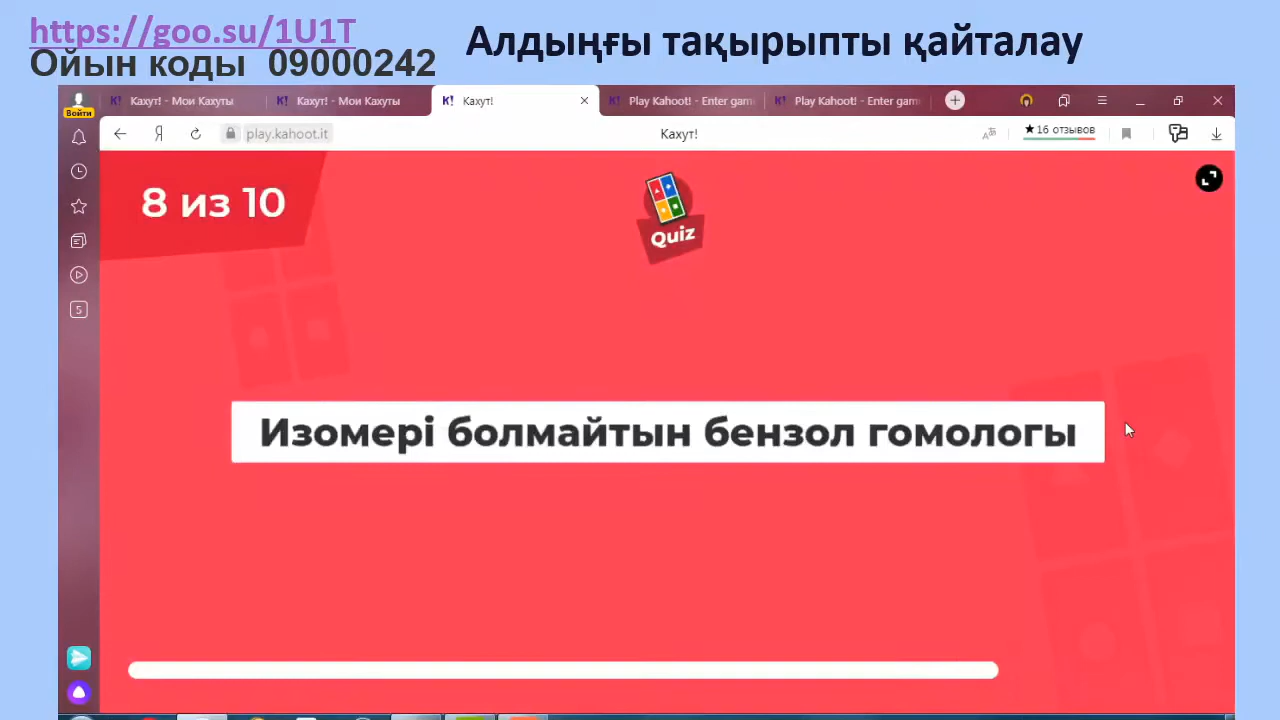 https://goo.su/1U1T
Ойын коды 09000242
Алдыңғы тақырыпты қайталау
Войти
K! Кахут! - Мои Кахуты
K! Кахут! - Мои Кахуты
K! Кахут!
K! Play Kahoot! - Enter gam
K! Play Kahoot! - Enter gam
Я
play.kahoot.it
Кахут!
★16 отзывов
8 из 10
Quiz
5
Изомері болмайтын бензол гомологы